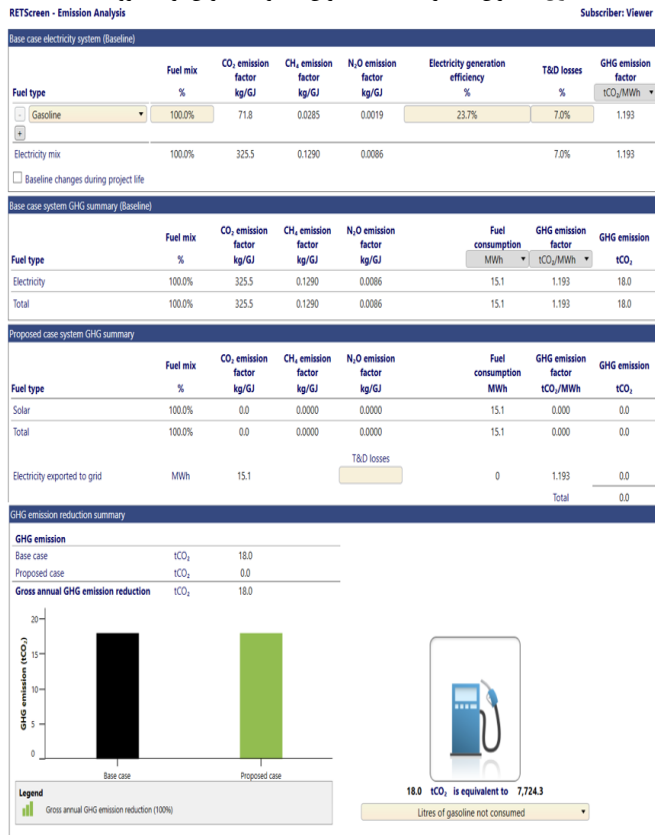 RETScreen - Emission Analysis Subscriber: Viewer
Base case electricity system (Baseline)
Fuel mix CO₂ emission factor CH₄ emission factor N₂O emission factor Electricity generation efficiency T&D losses GHG emission factor
Fuel type % kg/GJ kg/GJ kg/GJ % % tCO₂/MWh
- Gasoline 100.0% 71.8 0.0285 0.0019 23.7% 7.0% 1.193
+
Electricity mix 100.0% 325.5 0.1290 0.0086 7.0% 1.193
Baseline changes during project life
Base case system GHG summary (Baseline)
Fuel mix CO₂ emission factor CH₄ emission factor N₂O emission factor Fuel consumption GHG emission factor GHG emission
Fuel type % kg/GJ kg/GJ kg/GJ MWh tCO₂/MWh tCO₂
Electricity 100.0% 325.5 0.1290 0.0086 15.1 1.193 18.0
Total 100.0% 325.5 0.1290 0.0086 15.1 1.193 18.0
Proposed case system GHG summary
Fuel mix CO₂ emission factor CH₄ emission factor N₂O emission factor Fuel consumption GHG emission factor GHG emission
Fuel type % kg/GJ kg/GJ kg/GJ MWh tCO₂/MWh tCO₂
Solar 100.0% 0.0 0.0000 0.0000 15.1 0.000 0.0
Total 100.0% 0.0 0.0000 0.0000 15.1 0.000 0.0
T&D losses
Electricity exported to grid MWh 15.1 0 1.193 0.0
Total 0.0
GHG emission reduction summary
GHG emission
Base case tCO₂ 18.0
Proposed case tCO₂ 0.0
Gross annual GHG emission reduction tCO₂ 18.0
GHG emission (tCO₂)
20
15
10
5
0
Base case Proposed case
Legend
Gross annual GHG emission reduction (100%)
18.0 tCO₂ is equivalent to 7,724.3
Litres of gasoline not consumed